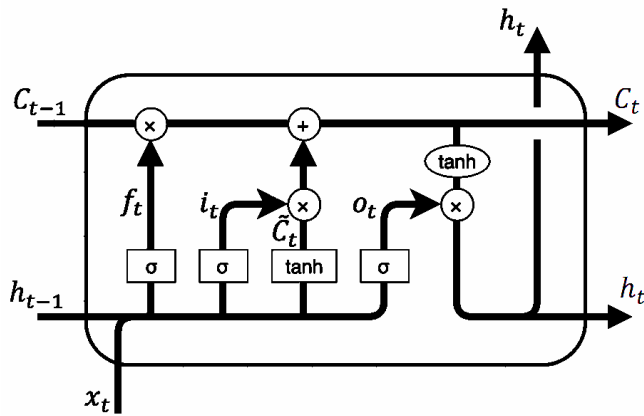 h_t
C_{t-1} × + C_t
tanh
f_t i_t × o_t ×
C̃_t
σ σ tanh σ
h_{t-1} h_t
x_t